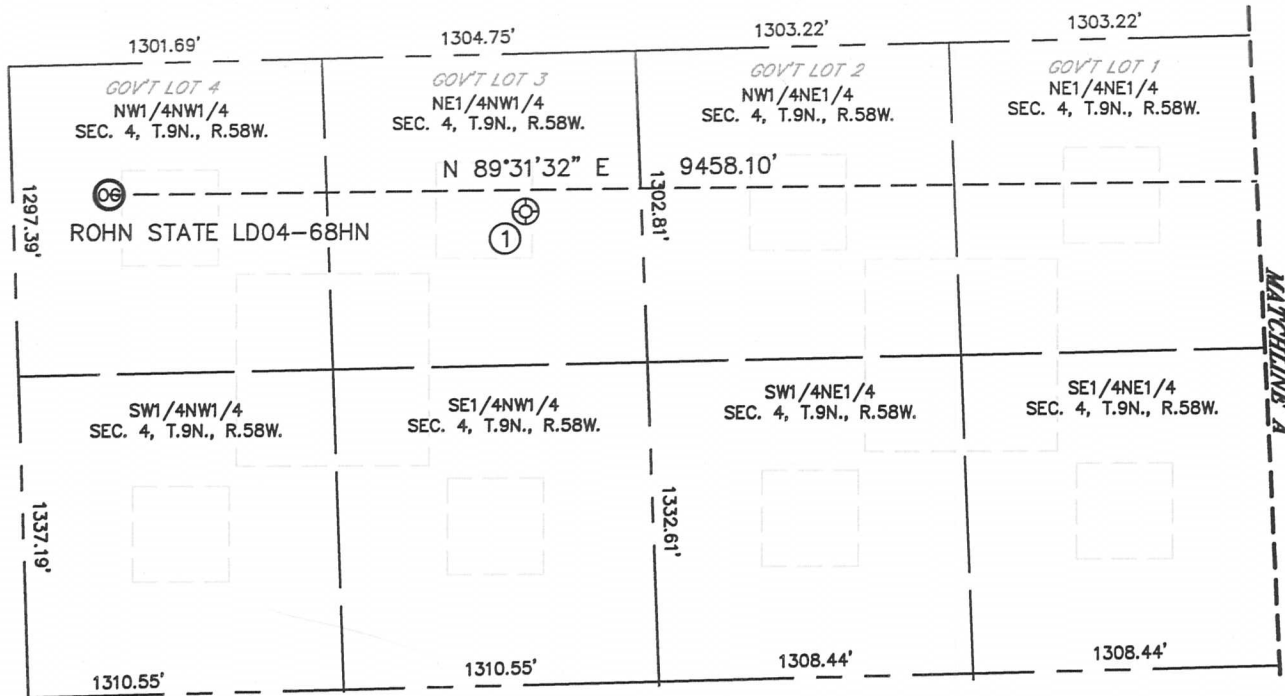 1301.69'
1304.75'
1303.22'
1303.22'
GOV'T LOT 4
NW1/4NW1/4
SEC. 4, T.9N., R.58W.
GOV'T LOT 3
NE1/4NW1/4
SEC. 4, T.9N., R.58W.
GOV'T LOT 2
NW1/4NE1/4
SEC. 4, T.9N., R.58W.
GOV'T LOT 1
NE1/4NE1/4
SEC. 4, T.9N., R.58W.
N 89°31'32" E 9458.10'
06
ROHN STATE LD04-68HN
1
1297.39'
1302.81'
MATCHLINE A
SW1/4NW1/4
SEC. 4, T.9N., R.58W.
SE1/4NW1/4
SEC. 4, T.9N., R.58W.
SW1/4NE1/4
SEC. 4, T.9N., R.58W.
SE1/4NE1/4
SEC. 4, T.9N., R.58W.
1337.19'
1332.61'
1310.55'
1310.55'
1308.44'
1308.44'